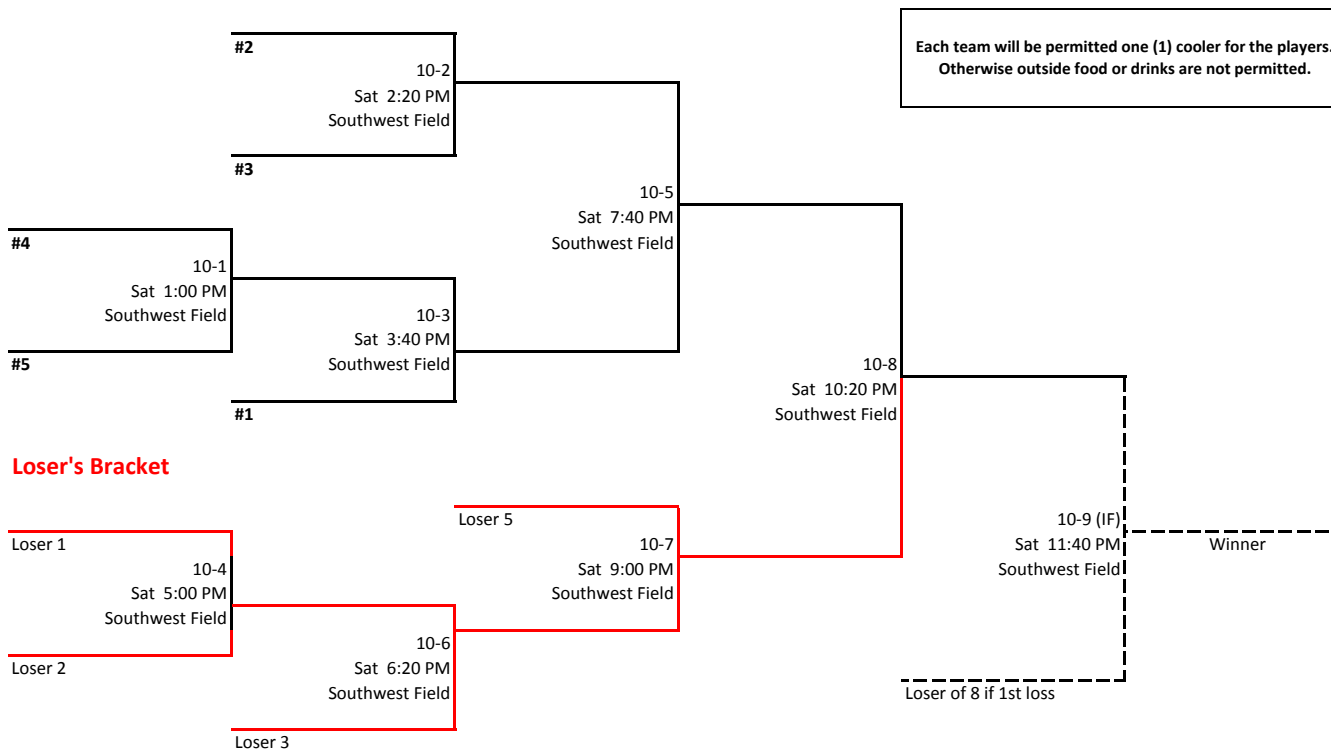 Each team will be permitted one (1) cooler for the players.
Otherwise outside food or drinks are not permitted.
#2
10-2
Sat 2:20 PM
Southwest Field
#3
10-5
Sat 7:40 PM
Southwest Field
#4
10-1
Sat 1:00 PM
Southwest Field
#5
10-3
Sat 3:40 PM
Southwest Field
#1
10-8
Sat 10:20 PM
Southwest Field
Loser's Bracket
Loser 1
10-4
Sat 5:00 PM
Southwest Field
Loser 2
Loser 5
10-7
Sat 9:00 PM
Southwest Field
10-6
Sat 6:20 PM
Southwest Field
Loser 3
10-9 (IF)
Sat 11:40 PM
Southwest Field
Winner
Loser of 8 if 1st loss